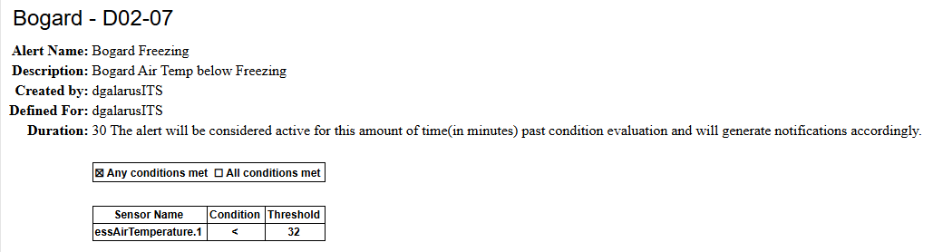 Bogard - D02-07
Alert Name: Bogard Freezing
Description: Bogard Air Temp below Freezing
Created by: dgalarusITS
Defined For: dgalarusITS
Duration: 30 The alert will be considered active for this amount of time(in minutes) past condition evaluation and will generate notifications accordingly.
☒ Any conditions met ☐ All conditions met
Sensor Name Condition Threshold
essAirTemperature.1 < 32